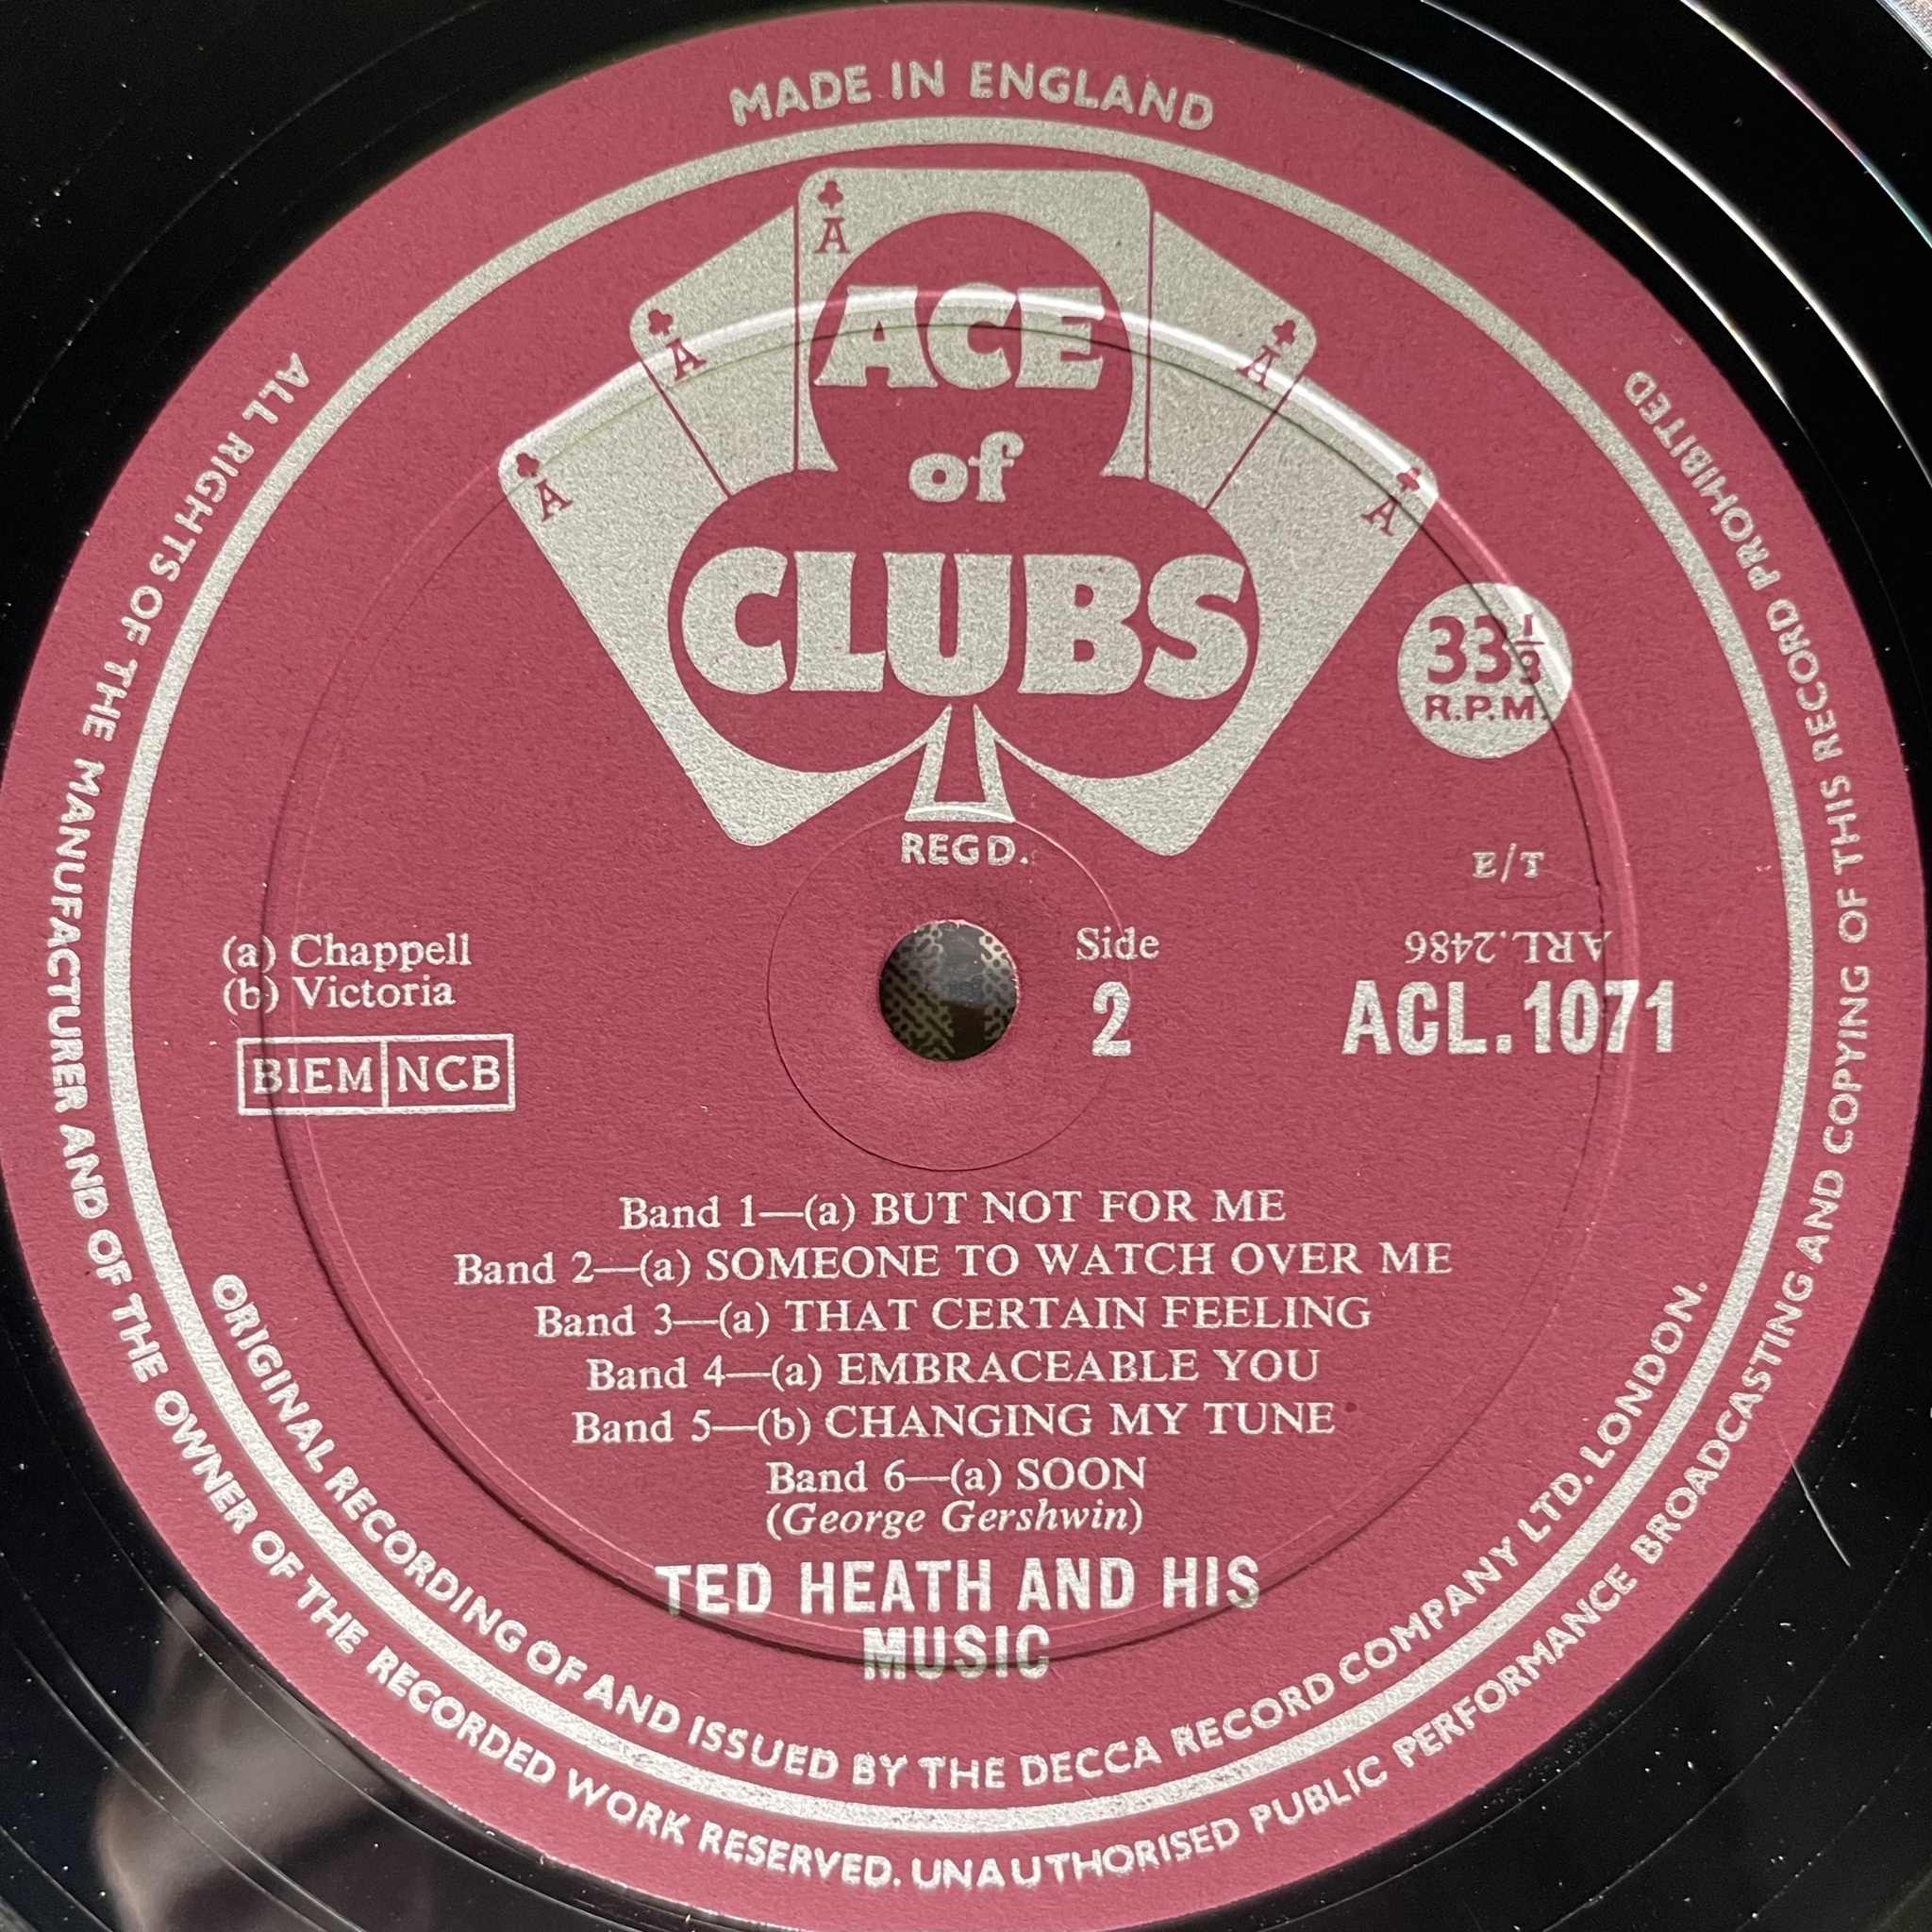 MADE IN ENGLAND
A
A
A
A
A
ACE
of
CLUBS
REGD.
33⅓
R.P.M.
E/T
(a) Chappell
(b) Victoria
BIEM NCB
Side
2
ARL.2486
ACL.1071
Band 1—(a) BUT NOT FOR ME
Band 2—(a) SOMEONE TO WATCH OVER ME
Band 3—(a) THAT CERTAIN FEELING
Band 4—(a) EMBRACEABLE YOU
Band 5—(b) CHANGING MY TUNE
Band 6—(a) SOON
(George Gershwin)
TED HEATH AND HIS
MUSIC
ORIGINAL RECORDING OF AND ISSUED BY THE DECCA RECORD COMPANY LTD. LONDON.
ALL RIGHTS OF THE MANUFACTURER AND OF THE OWNER OF THE RECORDED WORK RESERVED. UNAUTHORISED PUBLIC PERFORMANCE BROADCASTING AND COPYING OF THIS RECORD PROHIBITED